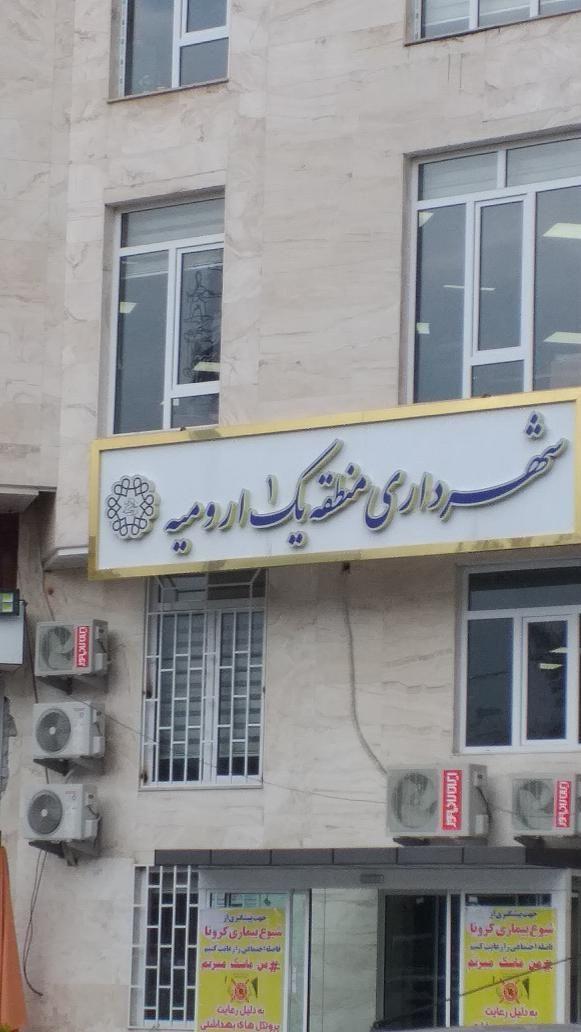 شهرداری منطقه یک ۱ ارومیه
جهت پیشگیری از
شیوع بیماری کرونا
فاصله اجتماعی را رعایت کنیم
#من ماسک میزنم
به دلیل رعایت
پروتکل های بهداشتی
جهت پیشگیری از
شیوع بیماری کرونا
فاصله اجتماعی را رعایت کنیم
#من ماسک میزنم
به دلیل رعایت